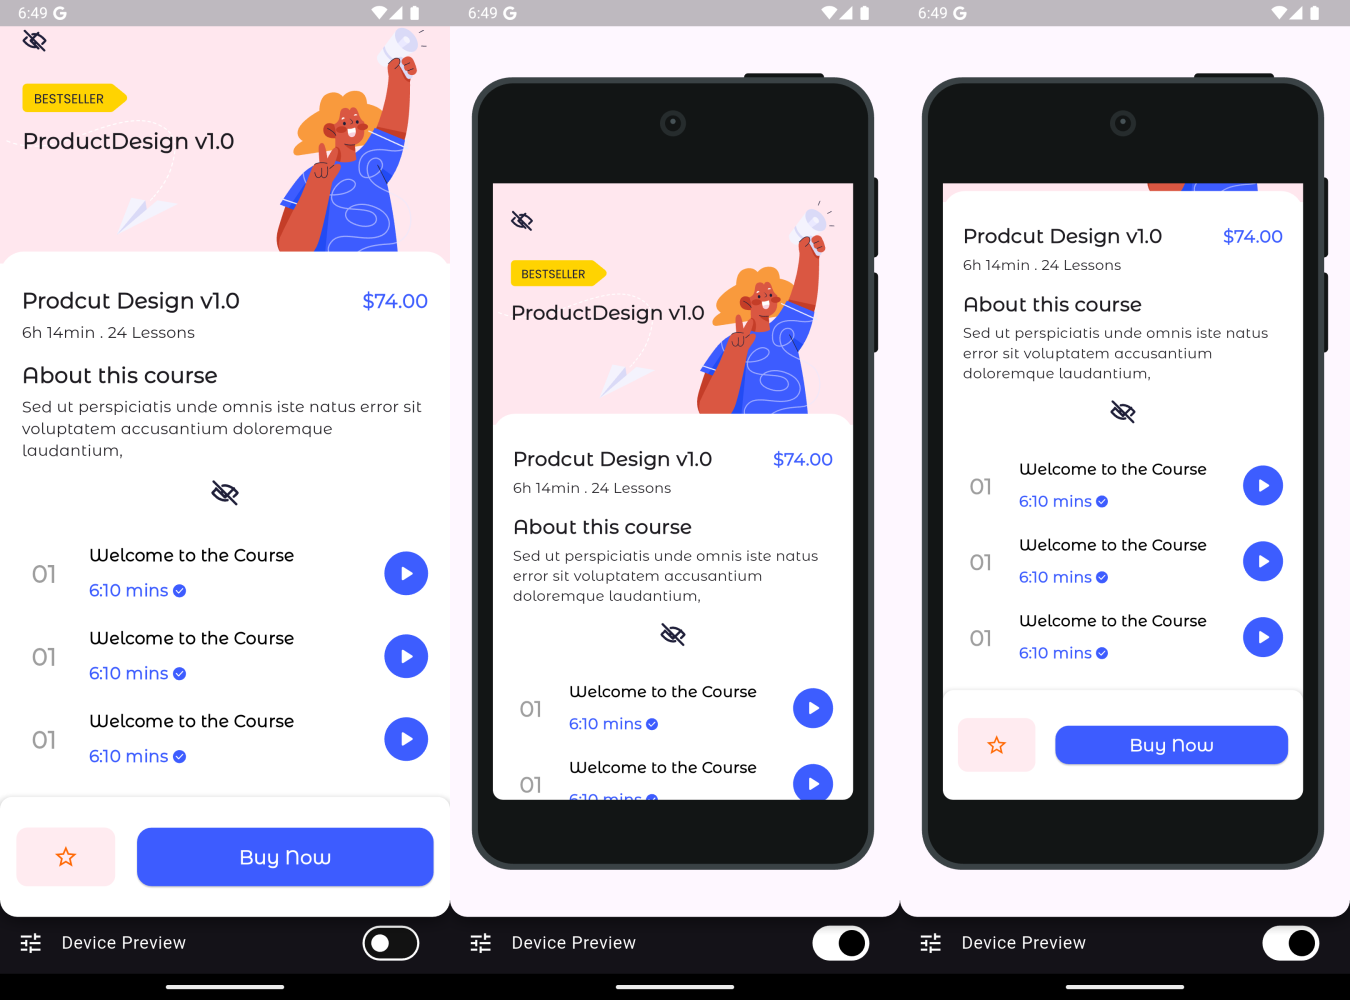 6:49 G
BESTSELLER
ProductDesign v1.0
Prodcut Design v1.0
$74.00
6h 14min . 24 Lessons
About this course
Sed ut perspiciatis unde omnis iste natus error sit
voluptatem accusantium doloremque
laudantium,
01
Welcome to the Course
6:10 mins
01
Welcome to the Course
6:10 mins
01
Welcome to the Course
6:10 mins
Buy Now
Device Preview
6:49 G
BESTSELLER
ProductDesign v1.0
Prodcut Design v1.0
$74.00
6h 14min . 24 Lessons
About this course
Sed ut perspiciatis unde omnis iste natus
error sit voluptatem accusantium
doloremque laudantium,
01
Welcome to the Course
6:10 mins
01
Welcome to the Course
6:10 mins
Device Preview
6:49 G
Prodcut Design v1.0
$74.00
6h 14min . 24 Lessons
About this course
Sed ut perspiciatis unde omnis iste natus
error sit voluptatem accusantium
doloremque laudantium,
01
Welcome to the Course
6:10 mins
01
Welcome to the Course
6:10 mins
01
Welcome to the Course
6:10 mins
Buy Now
Device Preview